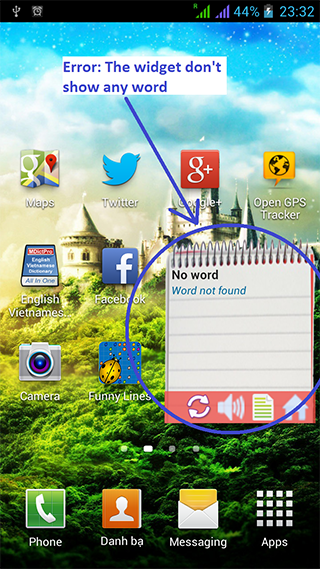 R
44%
23:32
Error: The widget don't
show any word
Maps
Twitter
Google+
Open GPS
Tracker
MDictPro
English
Vietnamese
Dictionary
All In One
English
Vietnames...
Facebook
No word
Word not found
Camera
Funny Lines
Phone
Danh bạ
Messaging
Apps